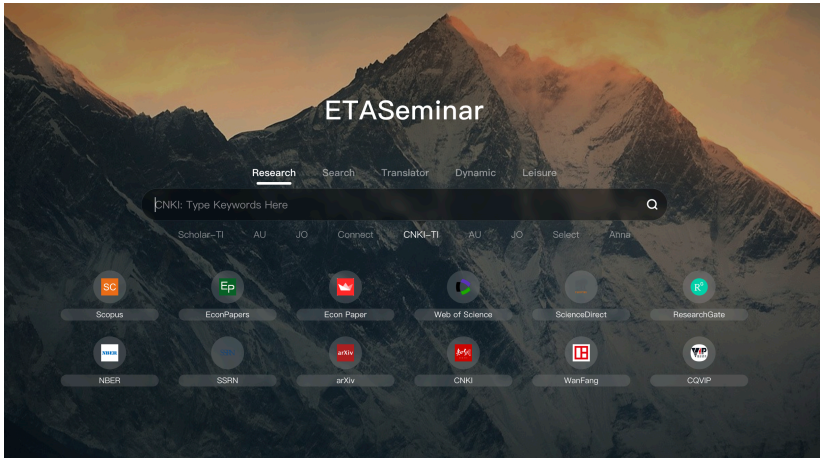 ETASeminar
Research Search Translator Dynamic Leisure
CNKI: Type Keywords Here
Scholar-TI AU JO Connect CNKI-TI AU JO Select Anna
SC EP R^G
Scopus EconPapers Econ Paper Web of Science ScienceDirect ResearchGate
NBER arXiv
NBER SSRN arXiv CNKI WanFang CQVIP